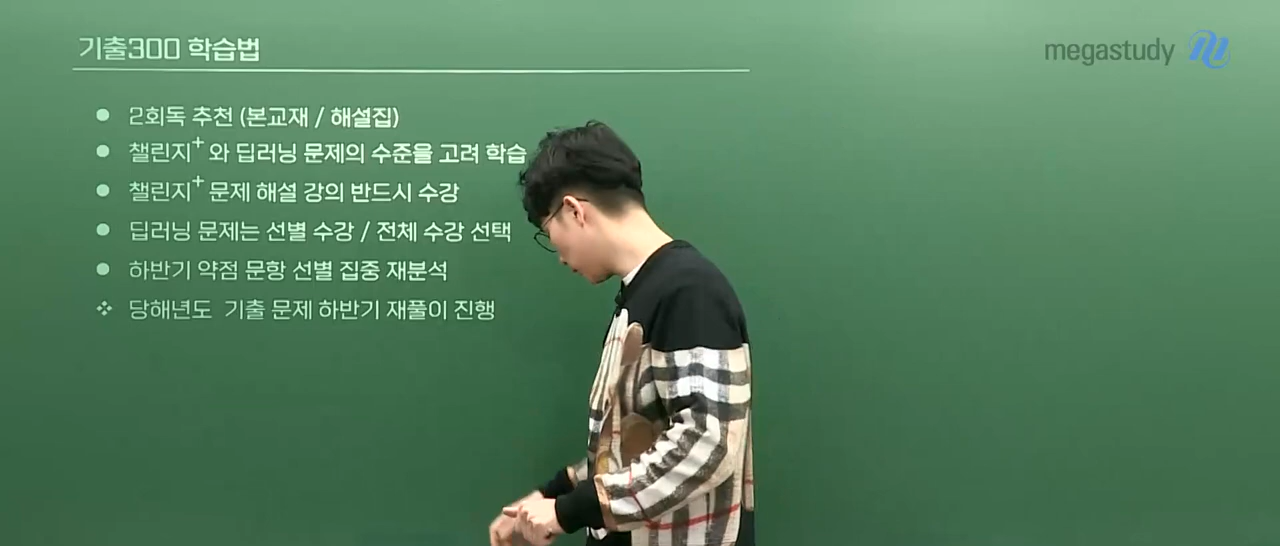 기출300 학습법
megastudy
2회독 추천 (본교재 / 해설집)
챌린지+ 와 딥러닝 문제의 수준을 고려 학습
챌린지+ 문제 해설 강의 반드시 수강
딥러닝 문제는 선별 수강 / 전체 수강 선택
하반기 약점 문항 선별 집중 재분석
당해년도 기출 문제 하반기 재풀이 진행